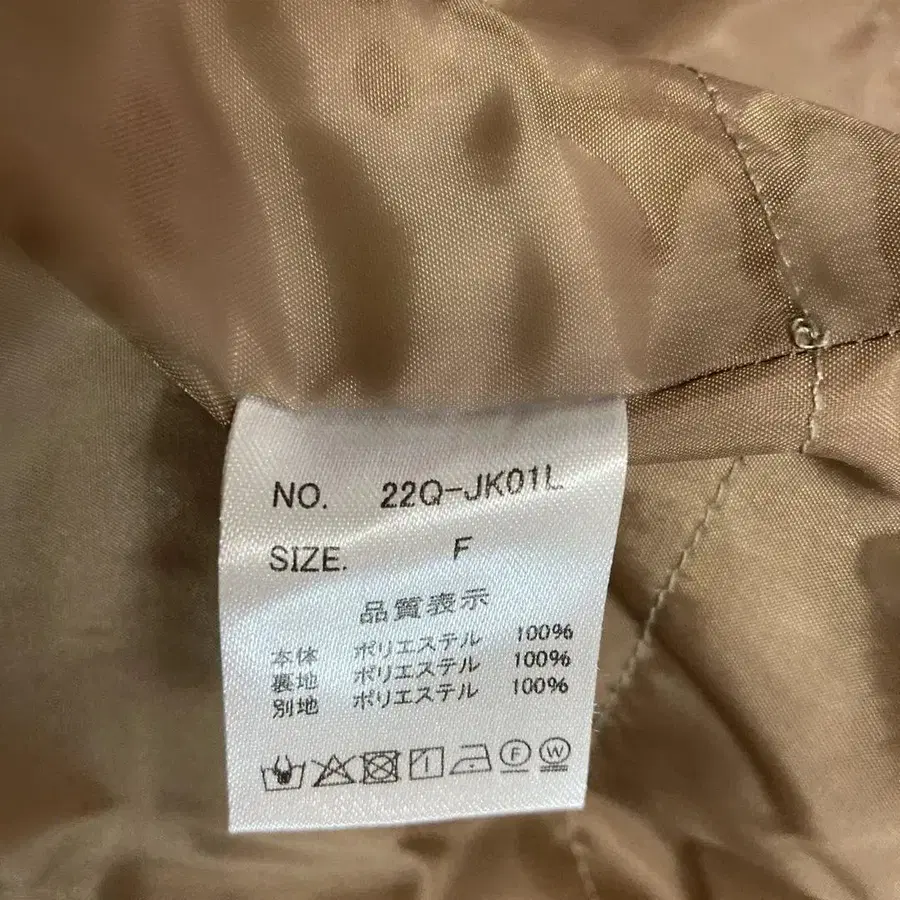 NO. 22Q-JK01L
SIZE. F
品質表示
本体 ポリエステル 100%
裏地 ポリエステル 100%
別地 ポリエステル 100%
F W